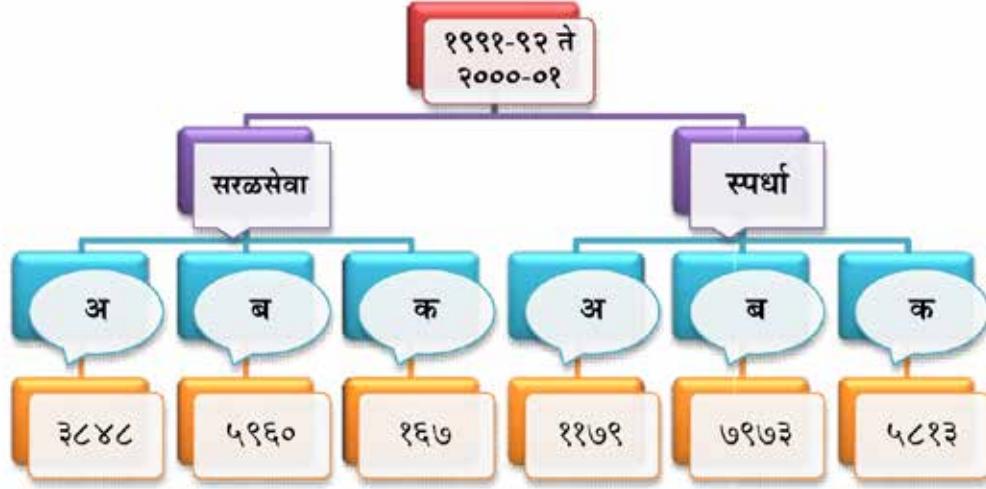 १९९१-९२ ते
२०००-०१
सरळसेवा
स्पर्धा
अ
ब
क
अ
ब
क
३८४८
५९६०
१६७
११७९
७९७३
५८१३